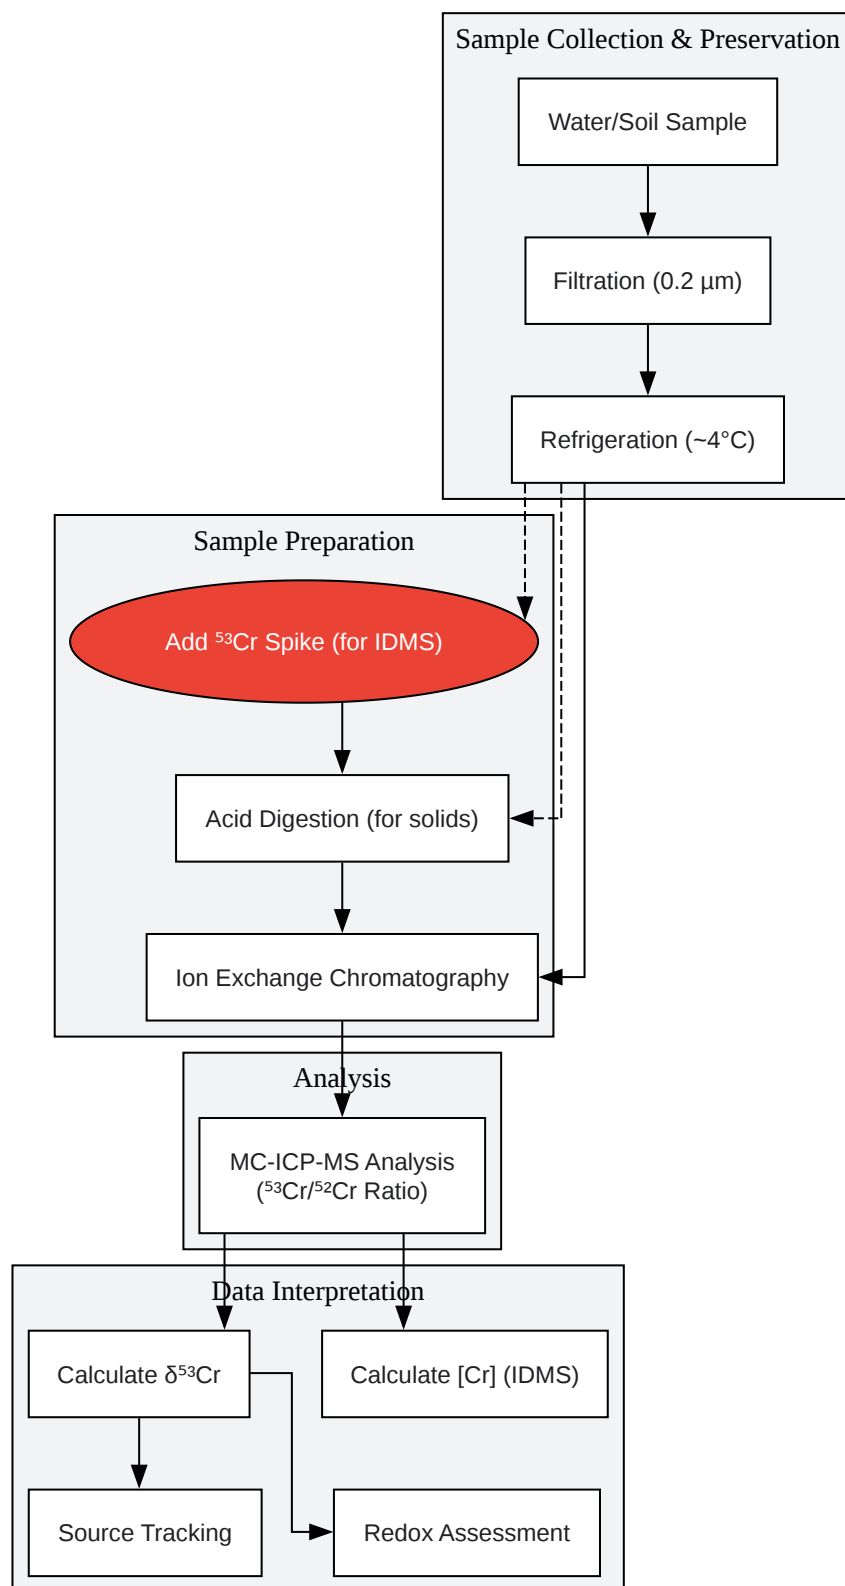 Sample Collection & Preservation
Water/Soil Sample
Filtration (0.2 µm)
Refrigeration (~4°C)
Sample Preparation
Add ⁵³Cr Spike (for IDMS)
Acid Digestion (for solids)
Ion Exchange Chromatography
Analysis
MC-ICP-MS Analysis
(⁵³Cr/⁵²Cr Ratio)
Data Interpretation
Calculate δ⁵³Cr
Calculate [Cr] (IDMS)
Source Tracking
Redox Assessment